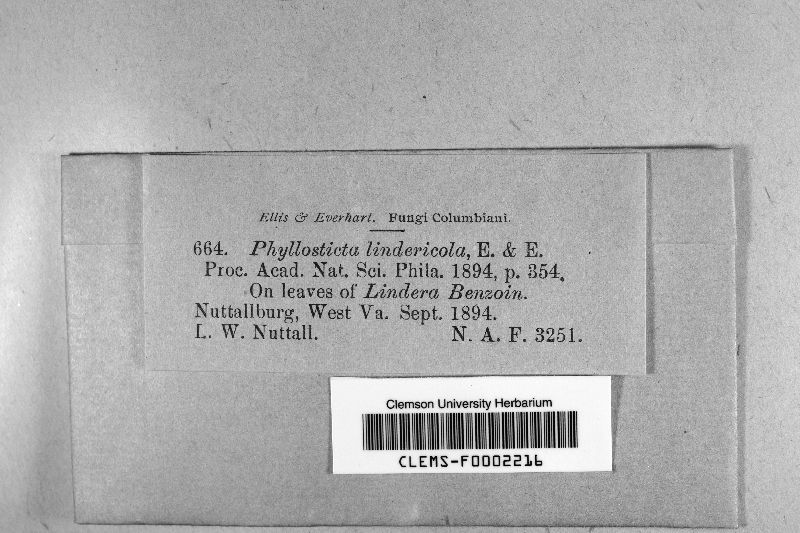 Ellis & Everhart. Fungi Columbiani.
664. Phyllosticta lindericola, E. & E.
Proc. Acad. Nat. Sci. Phila. 1894, p. 354.
On leaves of Lindera Benzoin.
Nuttallburg, West Va. Sept. 1894.
L. W. Nuttall. N. A. F. 3251.
Clemson University Herbarium
CLEMS-F0002216